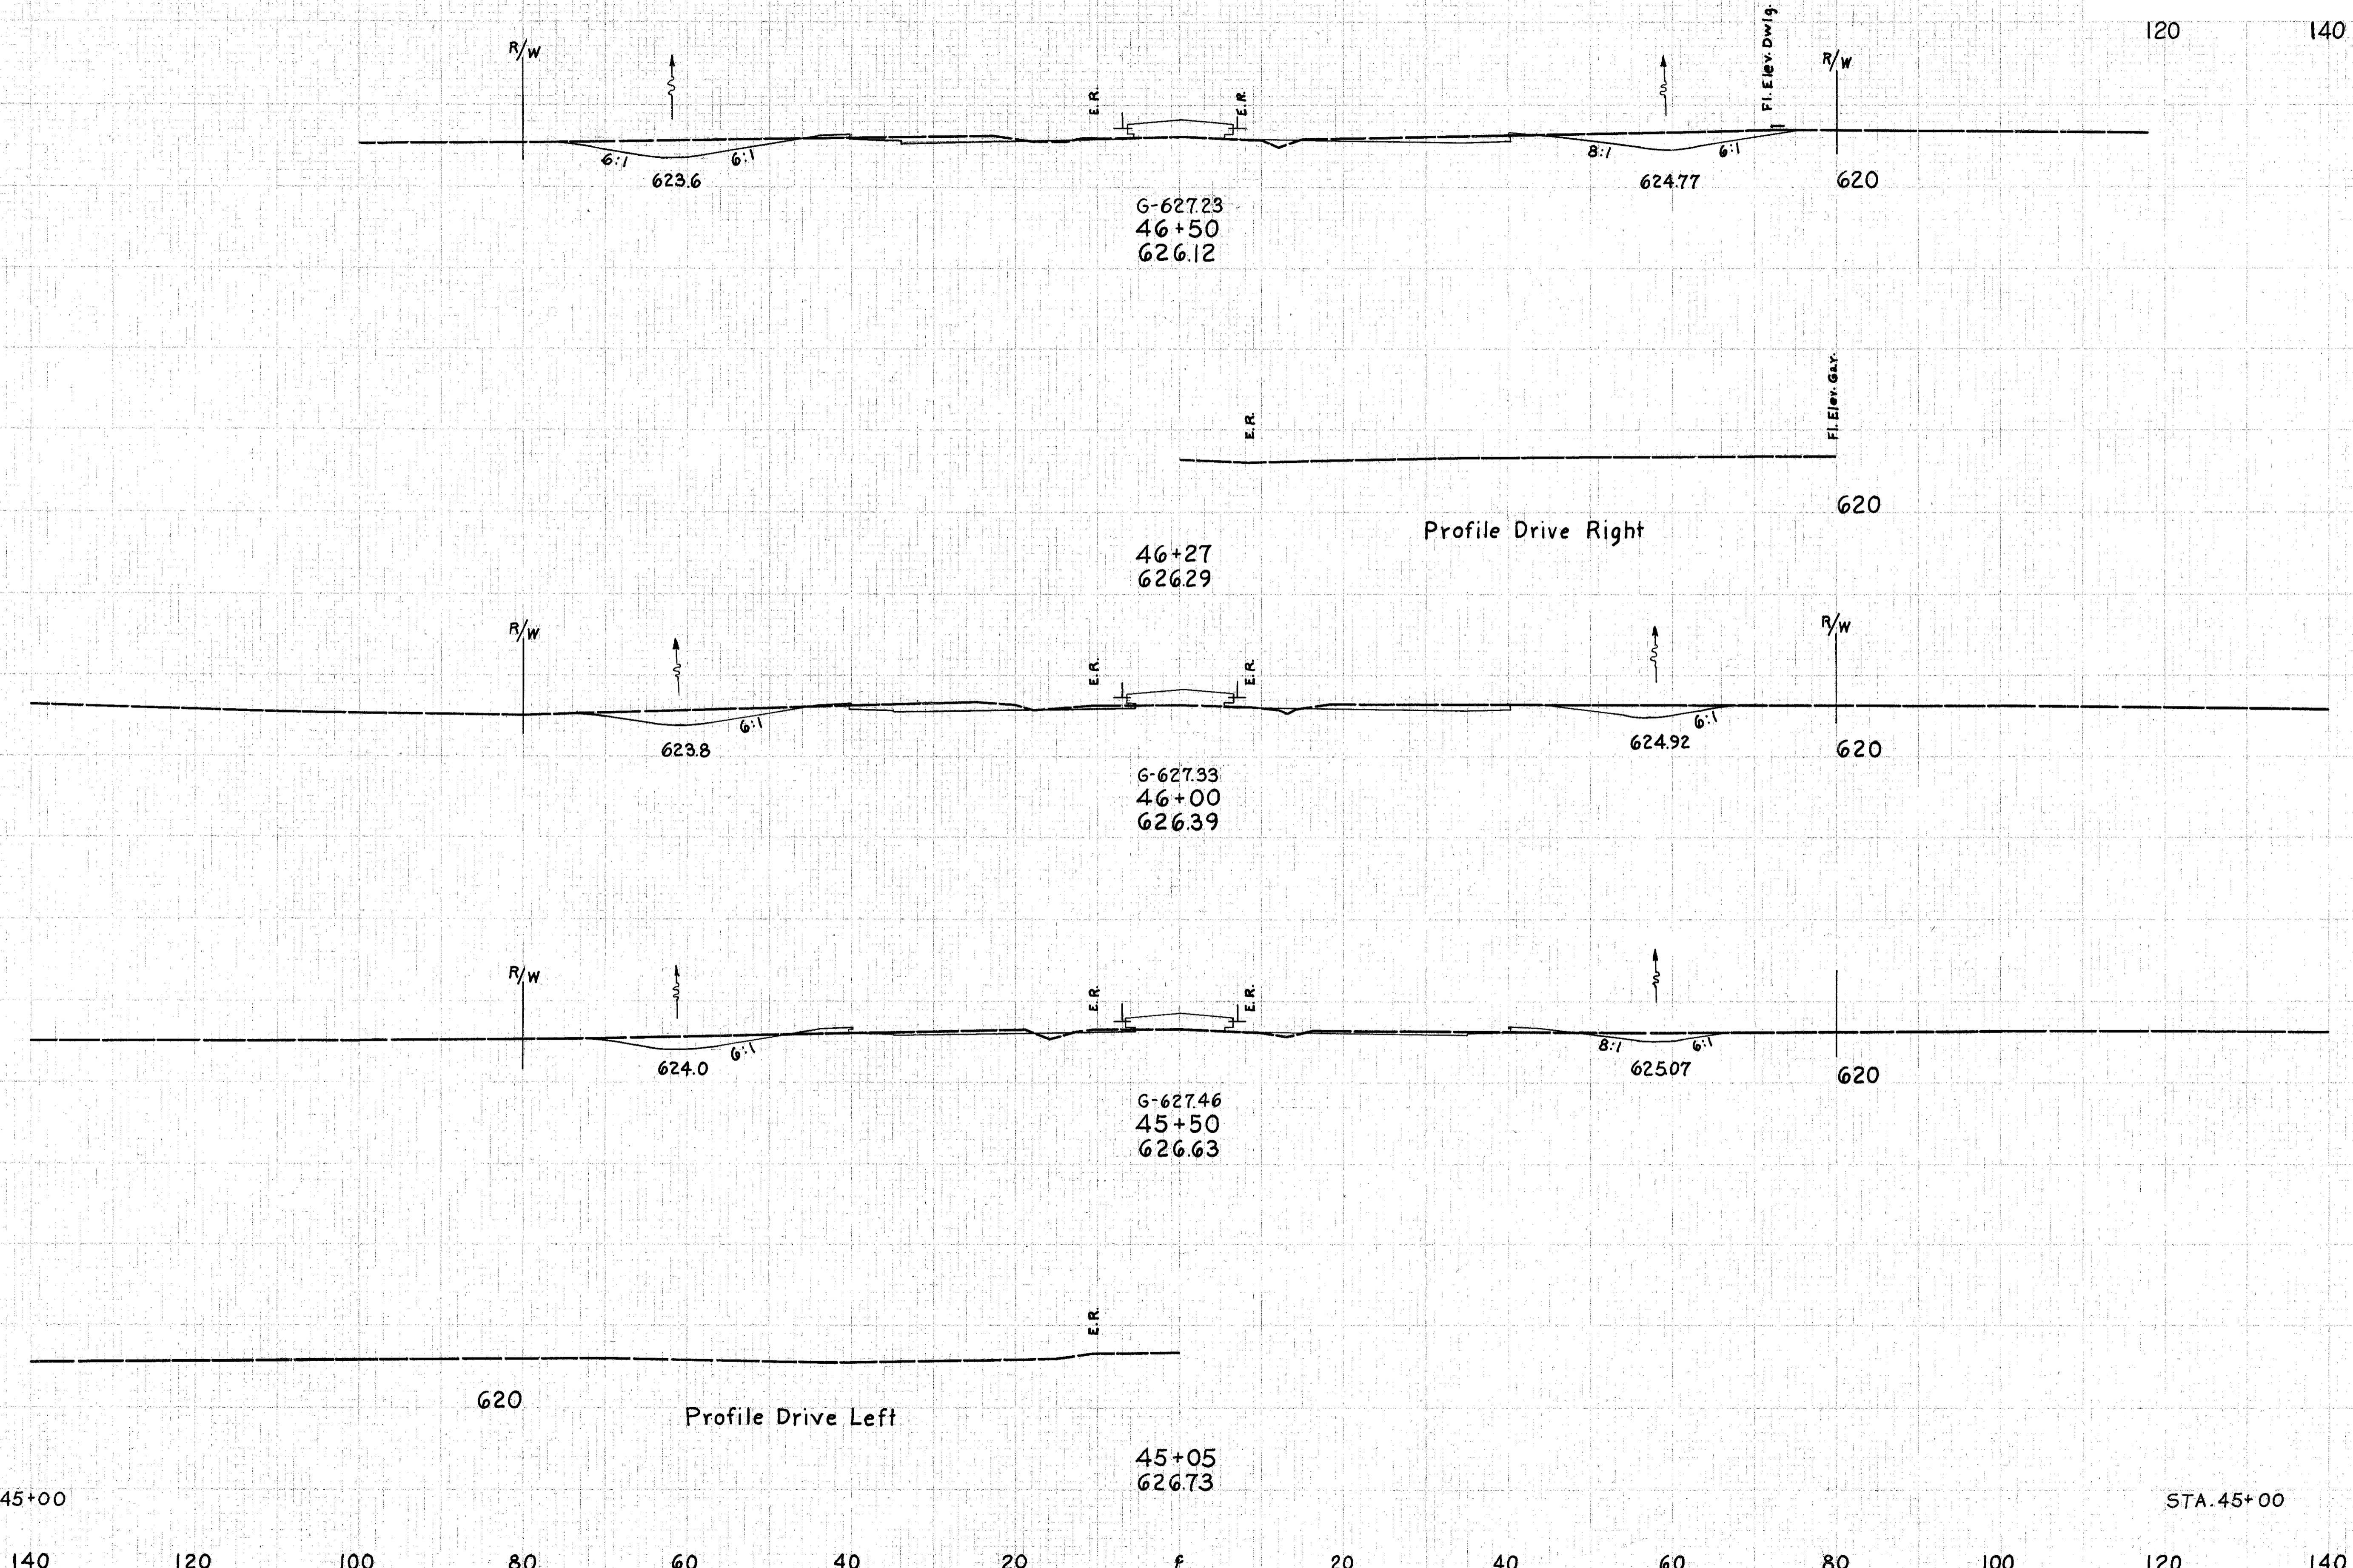 120 140
R/W
Fl. Elev. Dwlg.
R/W
E.R. E.R.
6:1 6:1 8:1 6:1
623.6 624.77 620
G-627.23
46+50
626.12
Fl. Elev. Gar.
E.R.
620
Profile Drive Right
46+27
626.29
R/W R/W
E.R. E.R.
6:1 6:1
623.8 624.92 620
G-627.33
46+00
626.39
R/W
E.R. E.R.
6:1 8:1 6:1
624.0 625.07 620
G-627.46
45+50
626.63
E.R.
620
Profile Drive Left
45+05
626.73
45+00 STA. 45+00
140 120 100 80 60 40 20 20 40 60 80 100 120 140